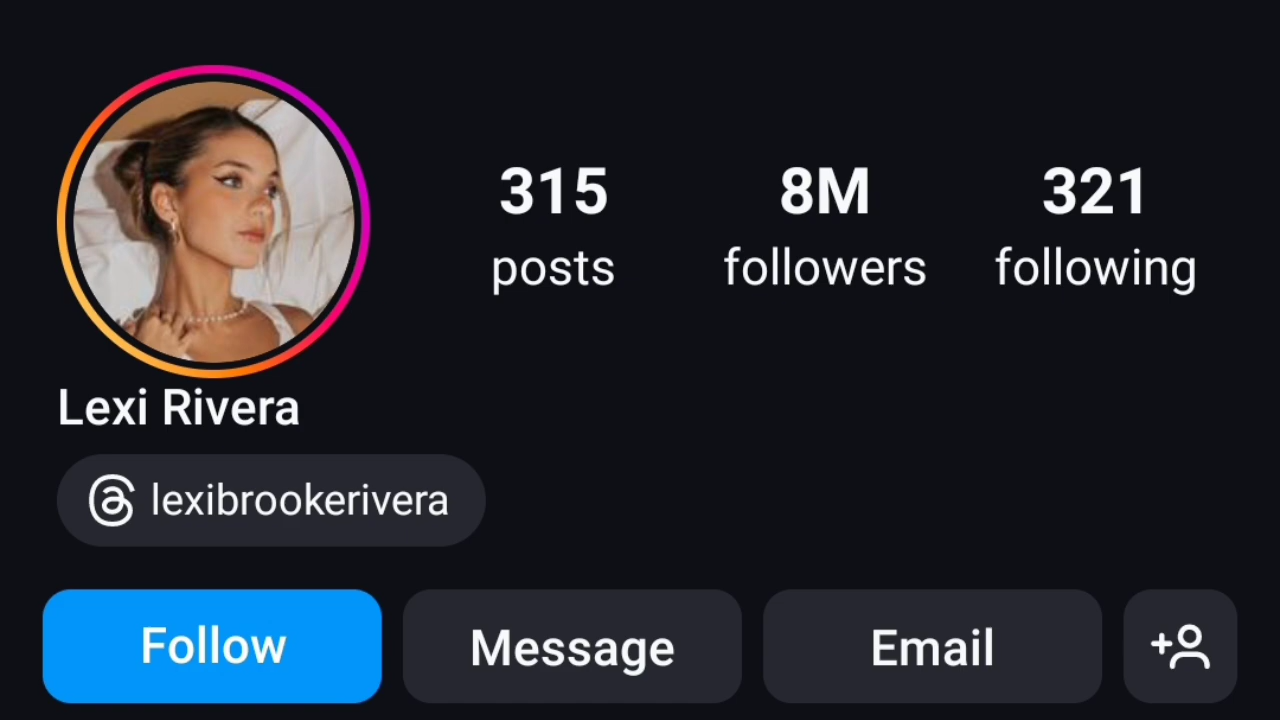 315 8M 321
posts followers following
Lexi Rivera
lexibrookerivera
Follow Message Email